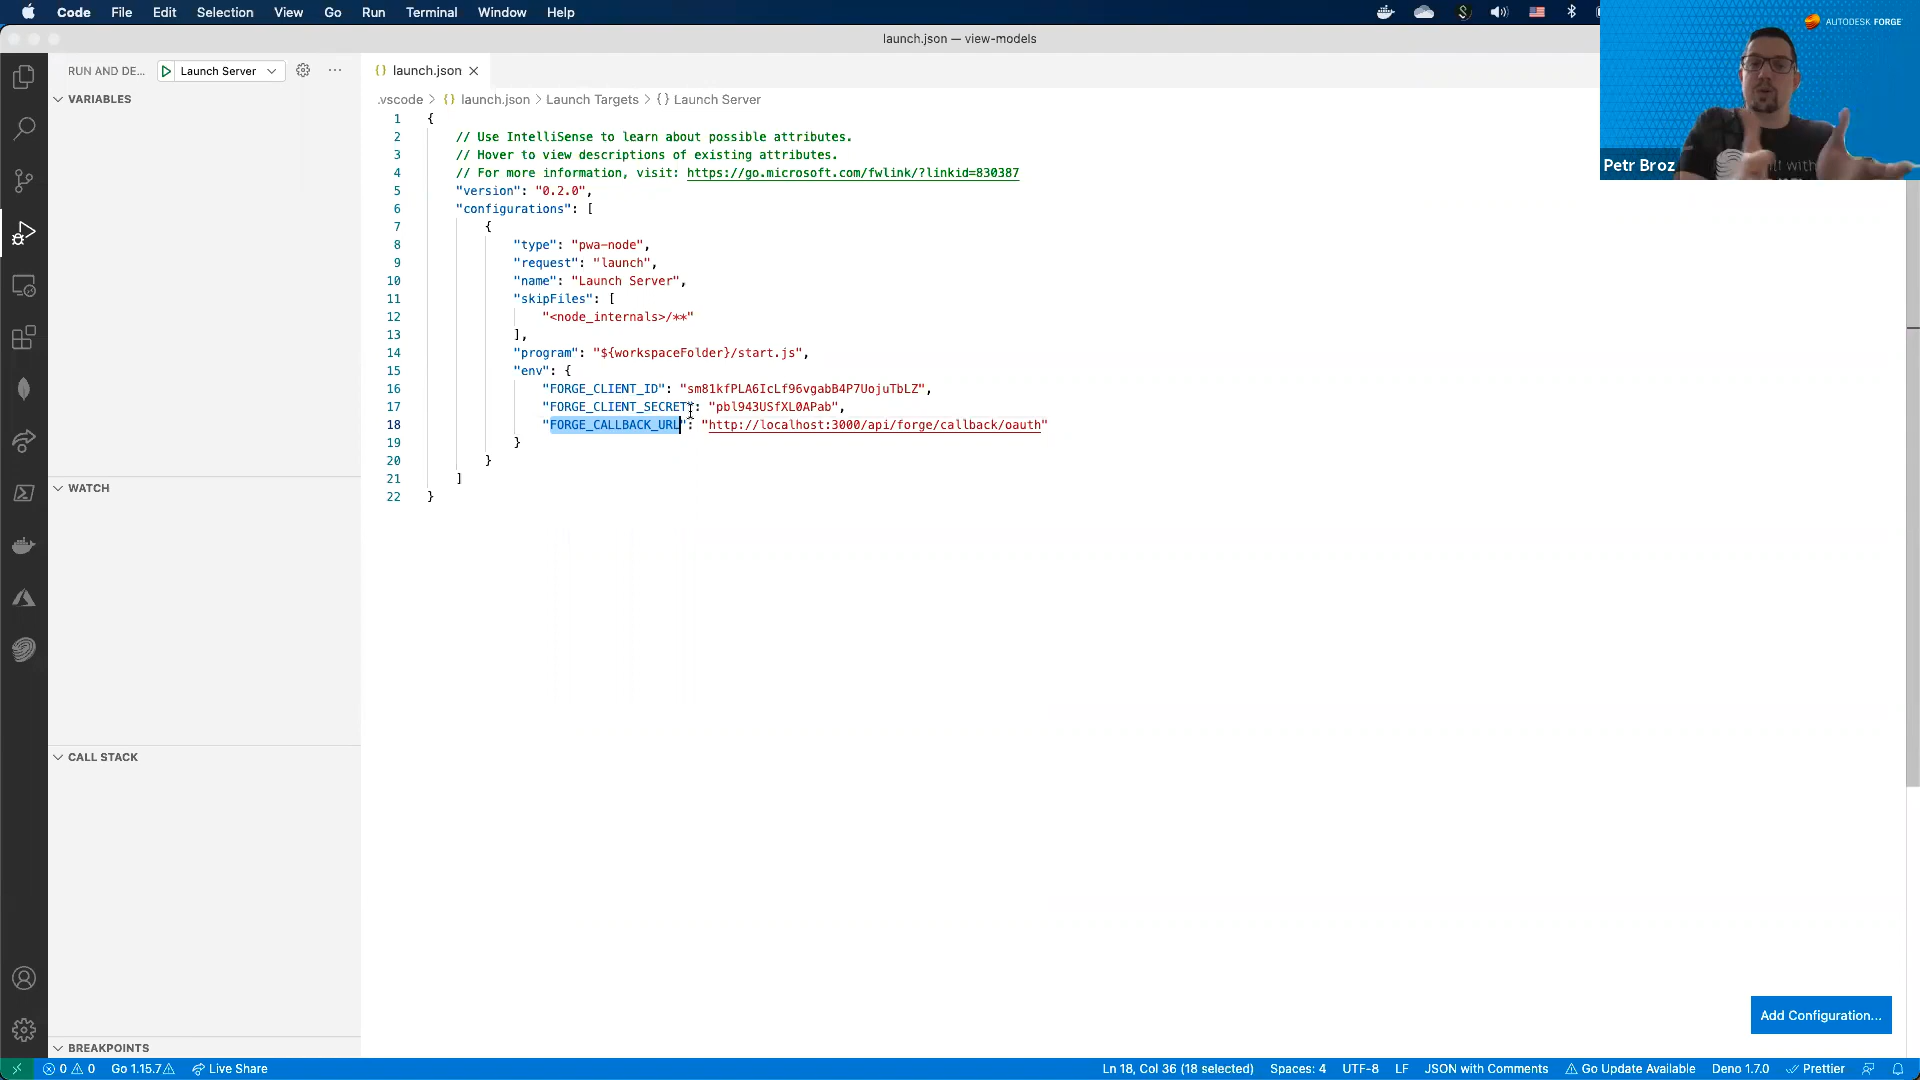 Code File Edit Selection View Go Run Terminal Window Help
launch.json — view-models
AUTODESK FORGE
Petr Broz
RUN AND DE... Launch Server
launch.json
.vscode > {} launch.json > Launch Targets > {} Launch Server
VARIABLES
WATCH
CALL STACK
BREAKPOINTS
1 {
2 // Use IntelliSense to learn about possible attributes.
3 // Hover to view descriptions of existing attributes.
4 // For more information, visit: https://go.microsoft.com/fwlink/?linkid=830387
5 "version": "0.2.0",
6 "configurations": [
7 {
8 "type": "pwa-node",
9 "request": "launch",
10 "name": "Launch Server",
11 "skipFiles": [
12 "<node_internals>/**"
13 ],
14 "program": "${workspaceFolder}/start.js",
15 "env": {
16 "FORGE_CLIENT_ID": "sm81kfPLA6IcLf96vgabB4P7UojuTbLZ",
17 "FORGE_CLIENT_SECRET": "pbl943USfXL0APab",
18 "FORGE_CALLBACK_URL": "http://localhost:3000/api/forge/callback/oauth"
19 }
20 }
21 ]
22 }
Add Configuration...
0 0 Go 1.15.7 Live Share
Ln 18, Col 36 (18 selected) Spaces: 4 UTF-8 LF JSON with Comments Go Update Available Deno 1.7.0 Prettier